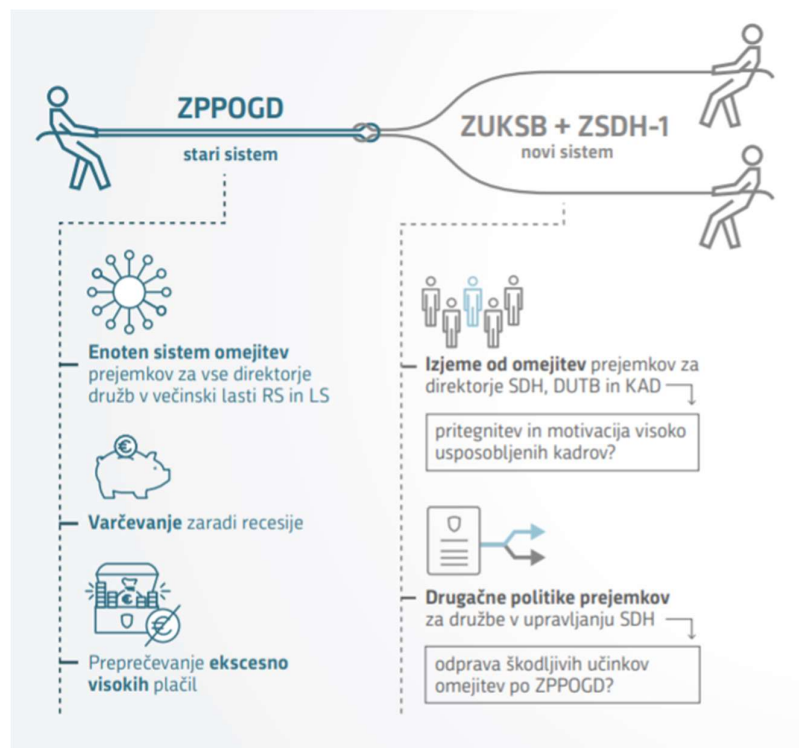 ZPPOGD
stari sistem
ZUKSB + ZSDH-1
novi sistem
Enoten sistem omejitev
prejemkov za vse direktorje
družb v večinski lasti RS in LS
Varčevanje zaradi recesije
Preprečevanje ekscesno
visokih plačil
Izjeme od omejitev prejemkov za
direktorje SDH, DUTB in KAD
pritegnitev in motivacija visoko
usposobljenih kadrov?
Drugačne politike prejemkov
za družbe v upravljanju SDH
odprava škodljivih učinkov
omejitev po ZPPOGD?